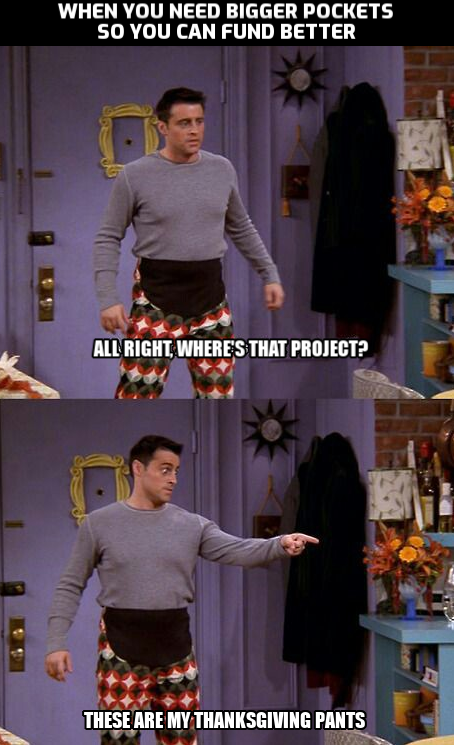 WHEN YOU NEED BIGGER POCKETS
SO YOU CAN FUND BETTER
ALL RIGHT, WHERE'S THAT PROJECT?
THESE ARE MY THANKSGIVING PANTS